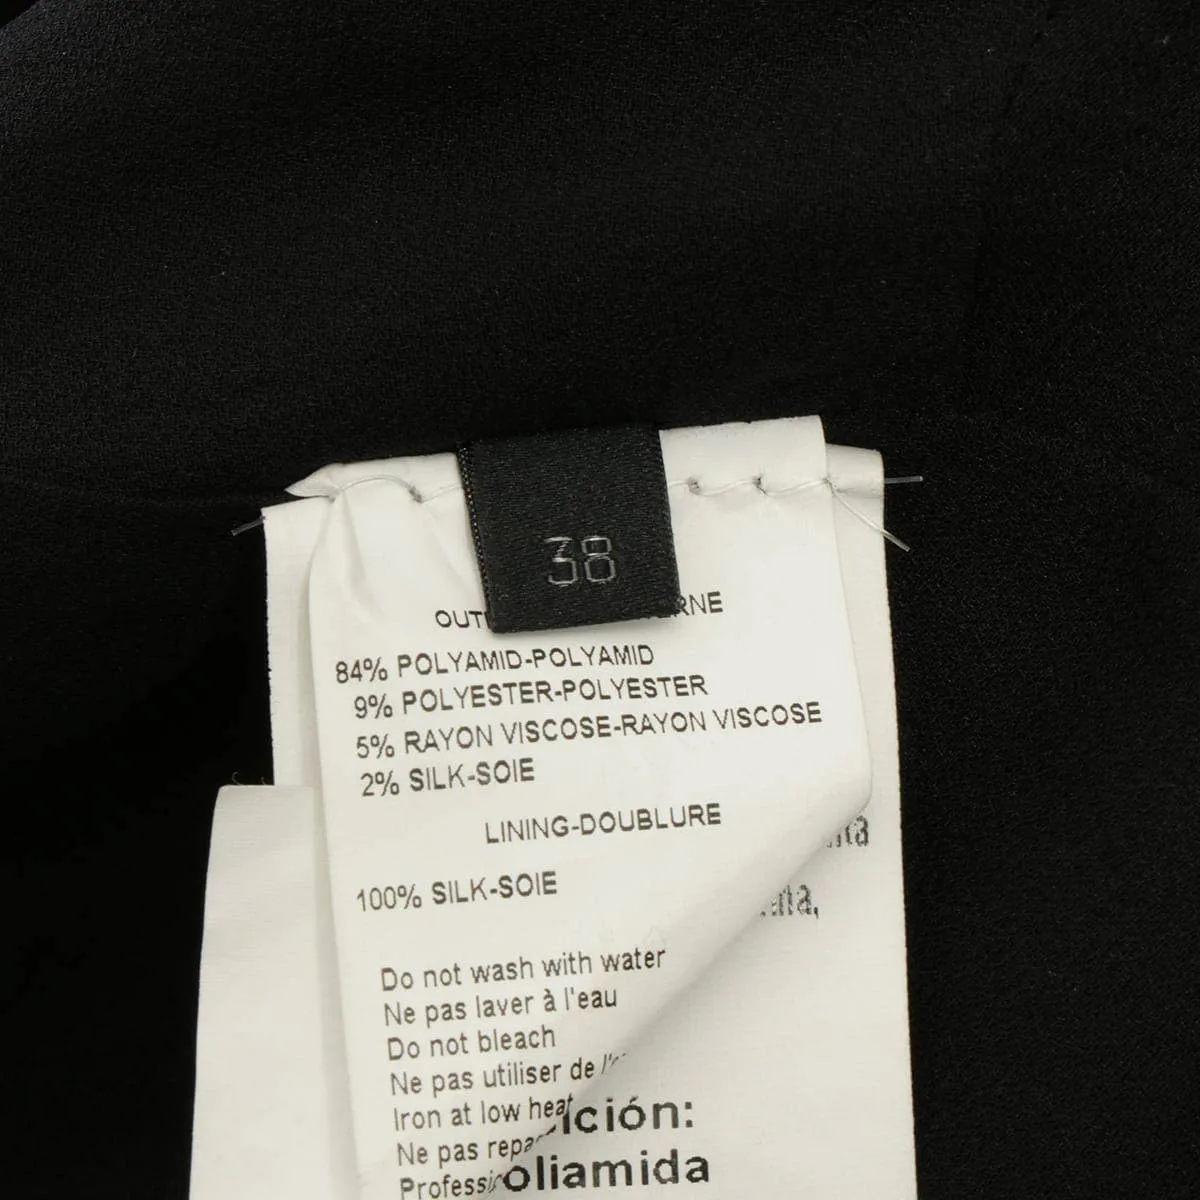 38
84% POLYAMID-POLYAMID
9% POLYESTER-POLYESTER
5% RAYON VISCOSE-RAYON VISCOSE
2% SILK-SOIE
LINING-DOUBLURE
100% SILK-SOIE
Do not wash with water
Ne pas laver à l'eau
Do not bleach
Ne pas utiliser de
Iron at low heat
Ne pas